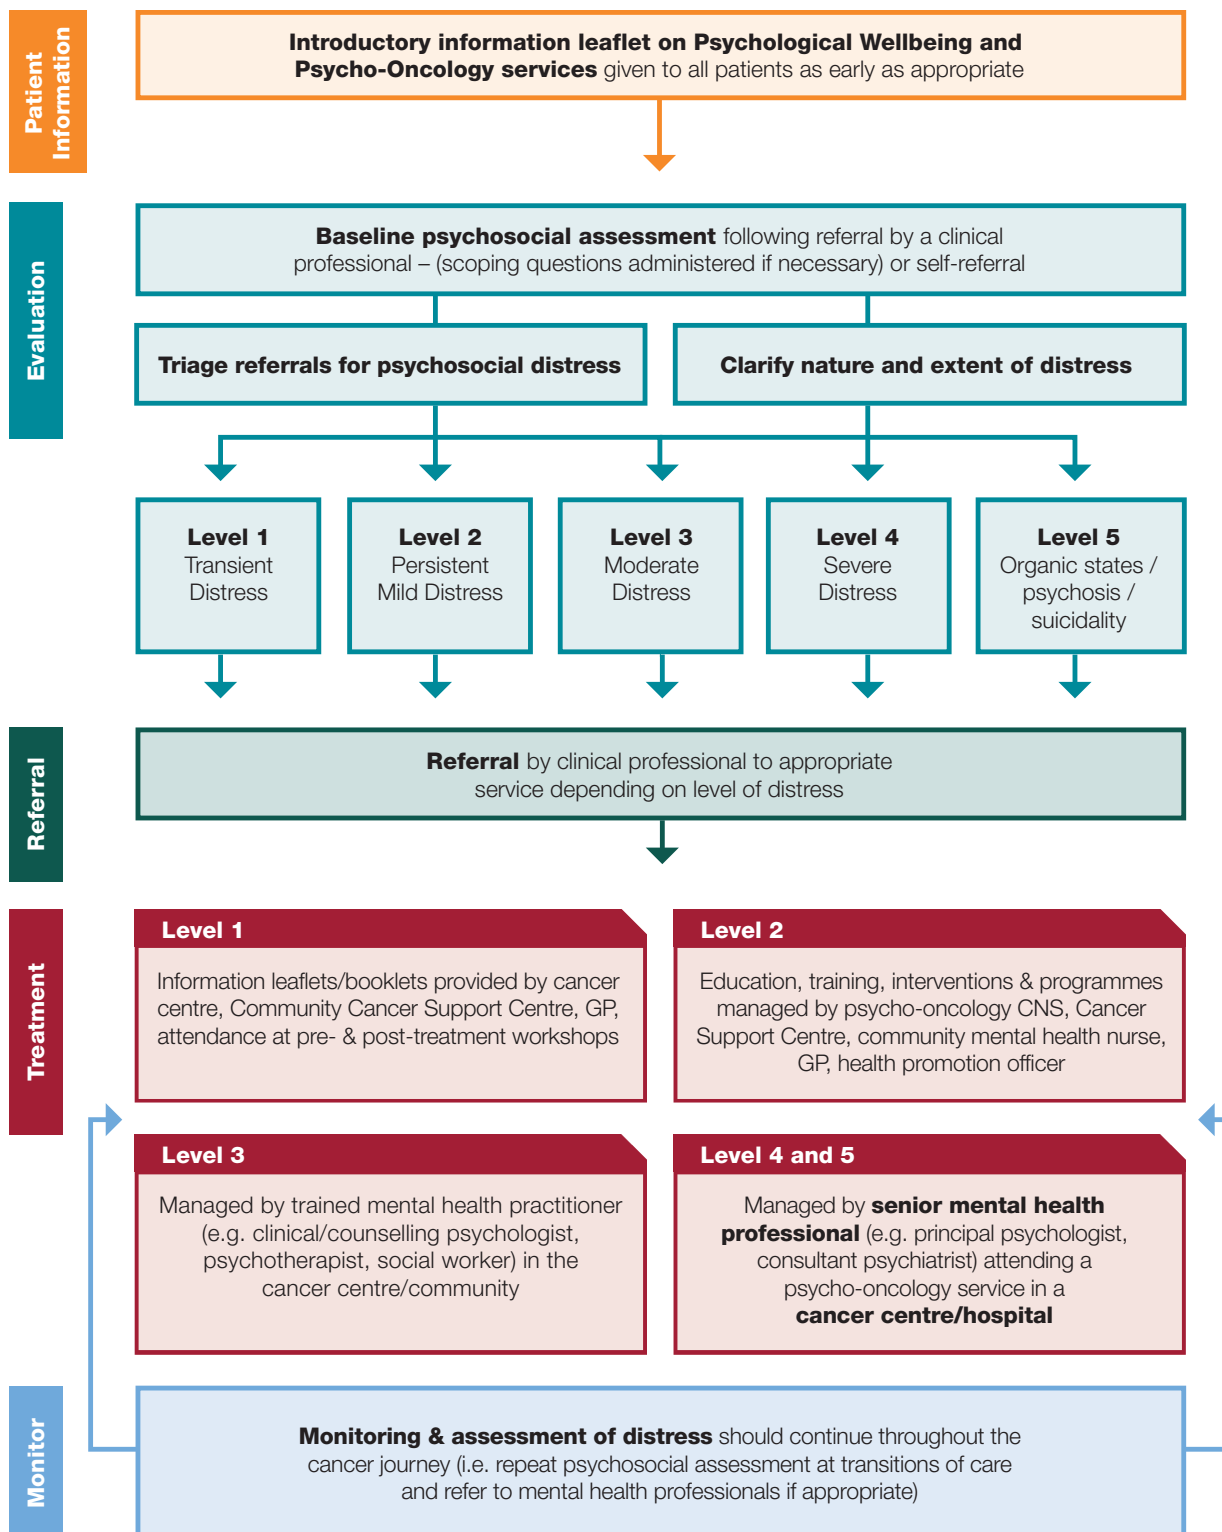 Patient
Information
Introductory information leaflet on Psychological Wellbeing and
Psycho-Oncology services given to all patients as early as appropriate
Evaluation
Baseline psychosocial assessment following referral by a clinical
professional – (scoping questions administered if necessary) or self-referral
Triage referrals for psychosocial distress
Clarify nature and extent of distress
Level 1
Transient
Distress
Level 2
Persistent
Mild Distress
Level 3
Moderate
Distress
Level 4
Severe
Distress
Level 5
Organic states /
psychosis /
suicidality
Referral
Referral by clinical professional to appropriate
service depending on level of distress
Treatment
Level 1
Information leaflets/booklets provided by cancer
centre, Community Cancer Support Centre, GP,
attendance at pre- & post-treatment workshops
Level 2
Education, training, interventions & programmes
managed by psycho-oncology CNS, Cancer
Support Centre, community mental health nurse,
GP, health promotion officer
Level 3
Managed by trained mental health practitioner
(e.g. clinical/counselling psychologist,
psychotherapist, social worker) in the
cancer centre/community
Level 4 and 5
Managed by senior mental health
professional (e.g. principal psychologist,
consultant psychiatrist) attending a
psycho-oncology service in a
cancer centre/hospital
Monitor
Monitoring & assessment of distress should continue throughout the
cancer journey (i.e. repeat psychosocial assessment at transitions of care
and refer to mental health professionals if appropriate)